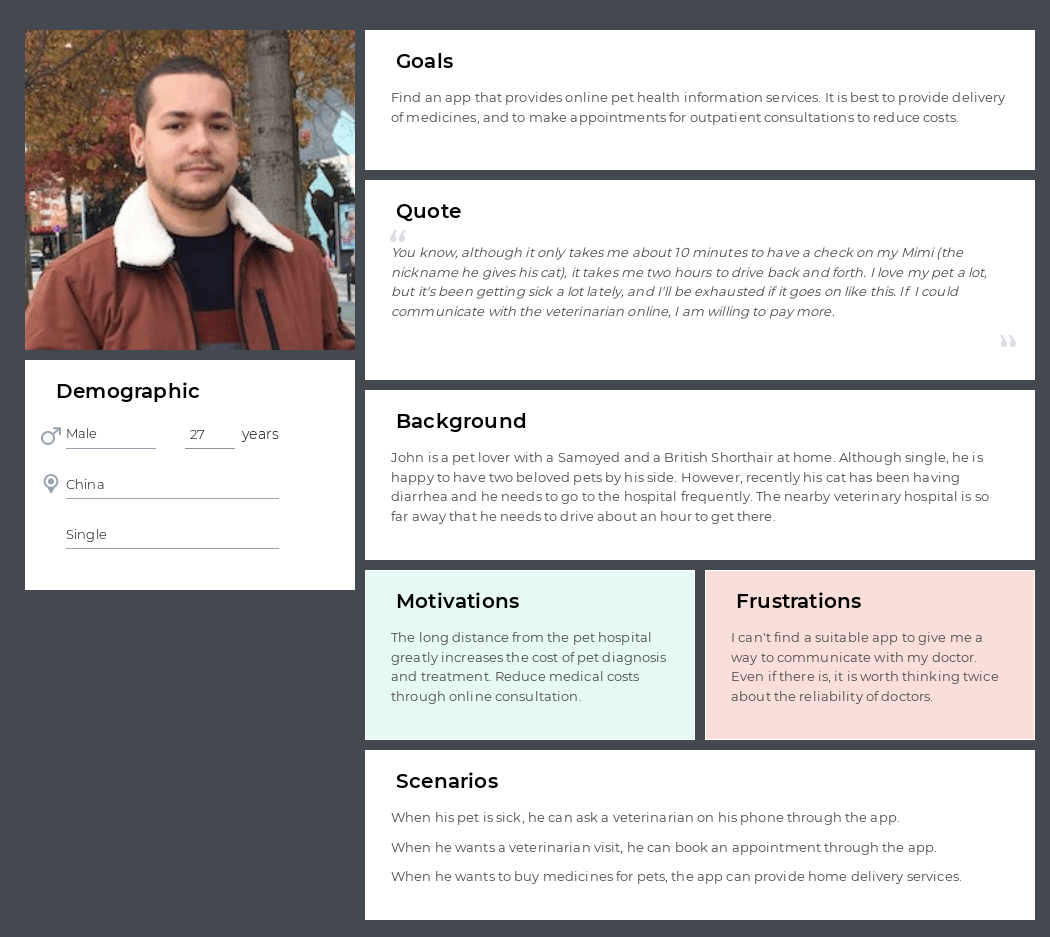 Goals
Find an app that provides online pet health information services. It is best to provide delivery
of medicines, and to make appointments for outpatient consultations to reduce costs.
Quote
“
You know, although it only takes me about 10 minutes to have a check on my Mimi (the
nickname he gives his cat), it takes me two hours to drive back and forth. I love my pet a lot,
but it's been getting sick a lot lately, and I'll be exhausted if it goes on like this. If I could
communicate with the veterinarian online, I am willing to pay more.
”
Demographic
Male 27 years
China
Single
Background
John is a pet lover with a Samoyed and a British Shorthair at home. Although single, he is
happy to have two beloved pets by his side. However, recently his cat has been having
diarrhea and he needs to go to the hospital frequently. The nearby veterinary hospital is so
far away that he needs to drive about an hour to get there.
Motivations
The long distance from the pet hospital
greatly increases the cost of pet diagnosis
and treatment. Reduce medical costs
through online consultation.
Frustrations
I can't find a suitable app to give me a
way to communicate with my doctor.
Even if there is, it is worth thinking twice
about the reliability of doctors.
Scenarios
When his pet is sick, he can ask a veterinarian on his phone through the app.
When he wants a veterinarian visit, he can book an appointment through the app.
When he wants to buy medicines for pets, the app can provide home delivery services.